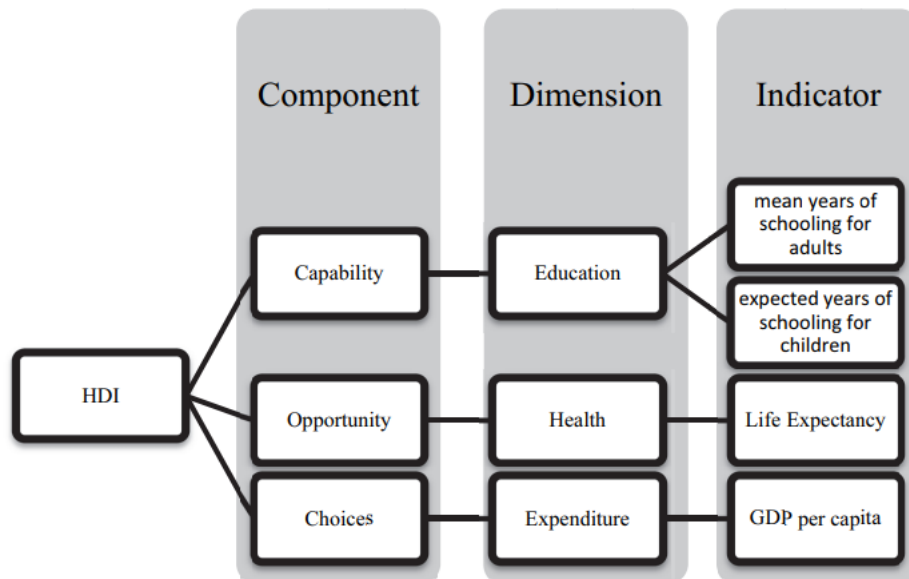 Component
Dimension
Indicator
mean years of
schooling for
adults
Capability
Education
expected years of
schooling for
children
HDI
Opportunity
Health
Life Expectancy
Choices
Expenditure
GDP per capita